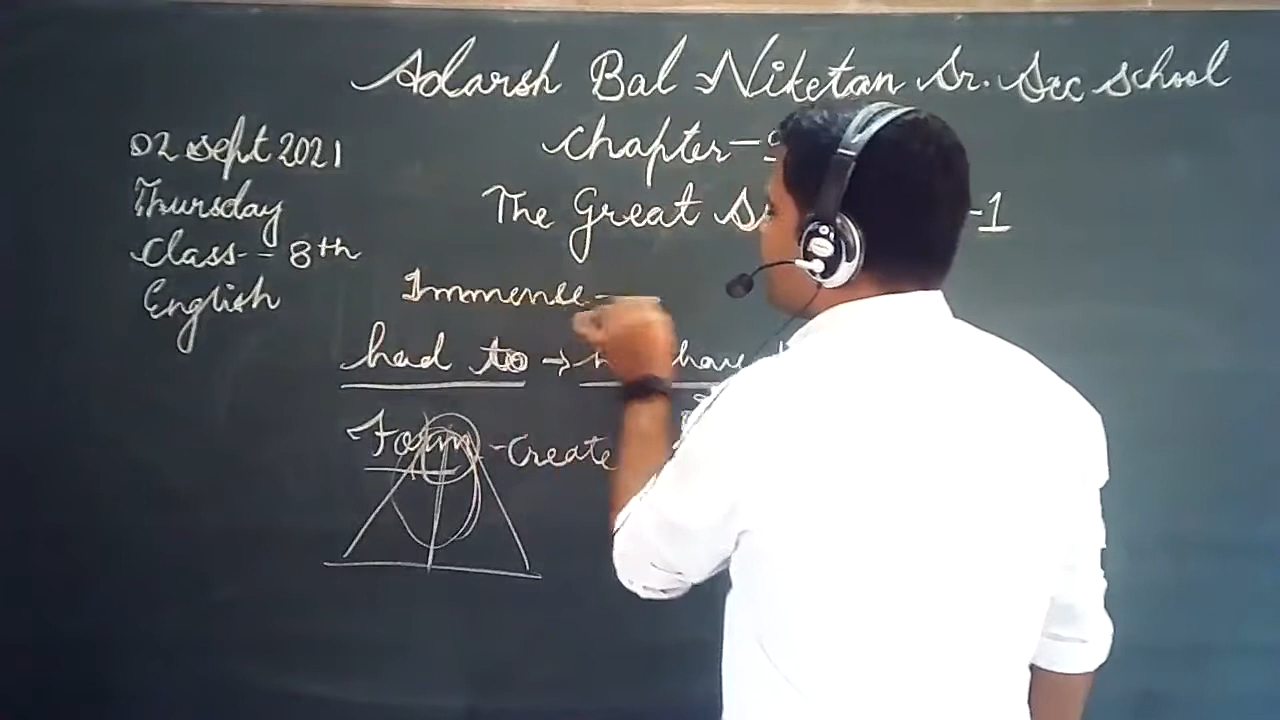 Adarsh Bal Niketan Sr. Sec School
02 Sept 2021
Thursday
Class - 8th
English
Chapter -
The Great -1
Immense -
had to → have
Form - Create